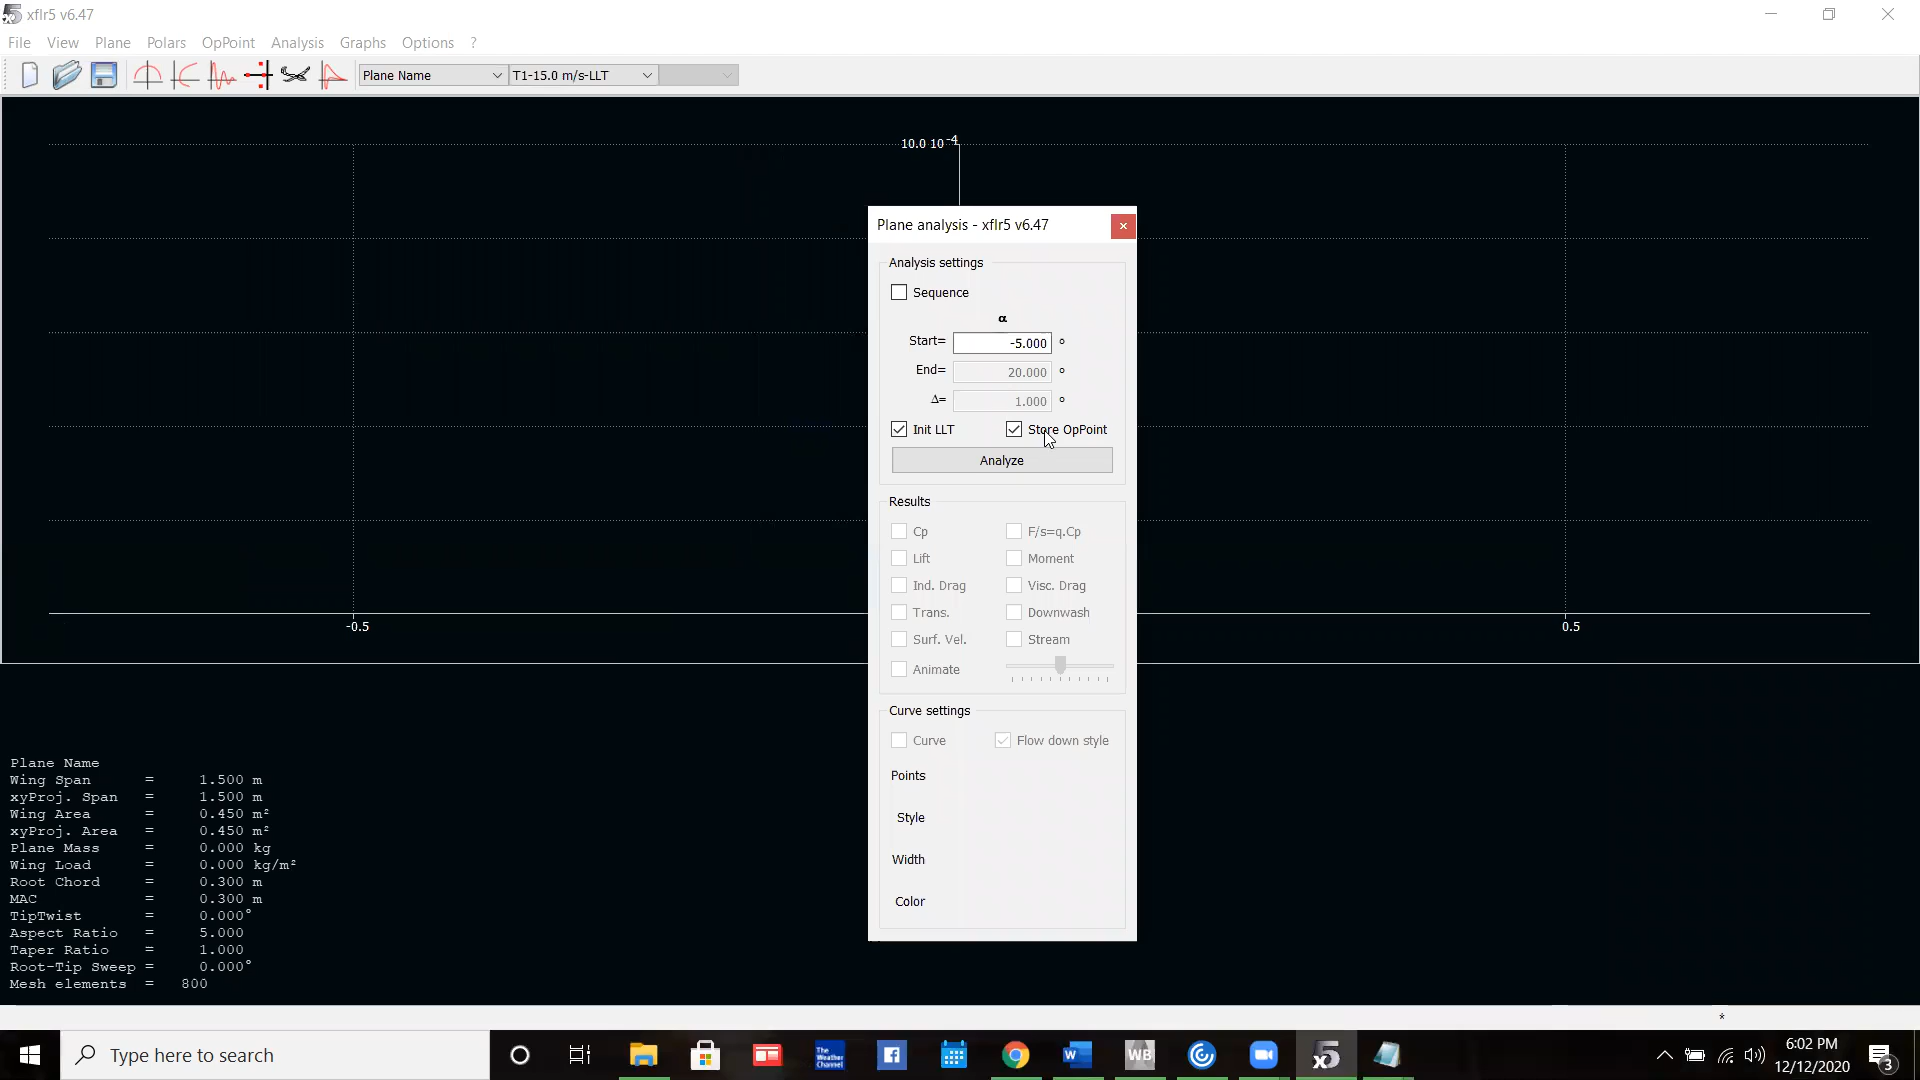 xflr5 v6.47
File View Plane Polars OpPoint Analysis Graphs Options ?
Plane Name T1-15.0 m/s-LLT
10.0 10-4
-0.5
0.5
Plane analysis - xflr5 v6.47
Analysis settings
Sequence
α
Start= -5.000 °
End= 20.000 °
Δ= 1.000 °
Init LLT Store OpPoint
Analyze
Results
Cp F/s=q.Cp
Lift Moment
Ind. Drag Visc. Drag
Trans. Downwash
Surf. Vel. Stream
Animate
Curve settings
Curve Flow down style
Points
Style
Width
Color
Plane Name
Wing Span = 1.500 m
xyProj. Span = 1.500 m
Wing Area = 0.450 m²
xyProj. Area = 0.450 m²
Plane Mass = 0.000 kg
Wing Load = 0.000 kg/m²
Root Chord = 0.300 m
MAC = 0.300 m
TipTwist = 0.000°
Aspect Ratio = 5.000
Taper Ratio = 1.000
Root-Tip Sweep = 0.000°
Mesh elements = 800
*
Type here to search
The Weather Channel
WB
x5
6:02 PM
12/12/2020
3